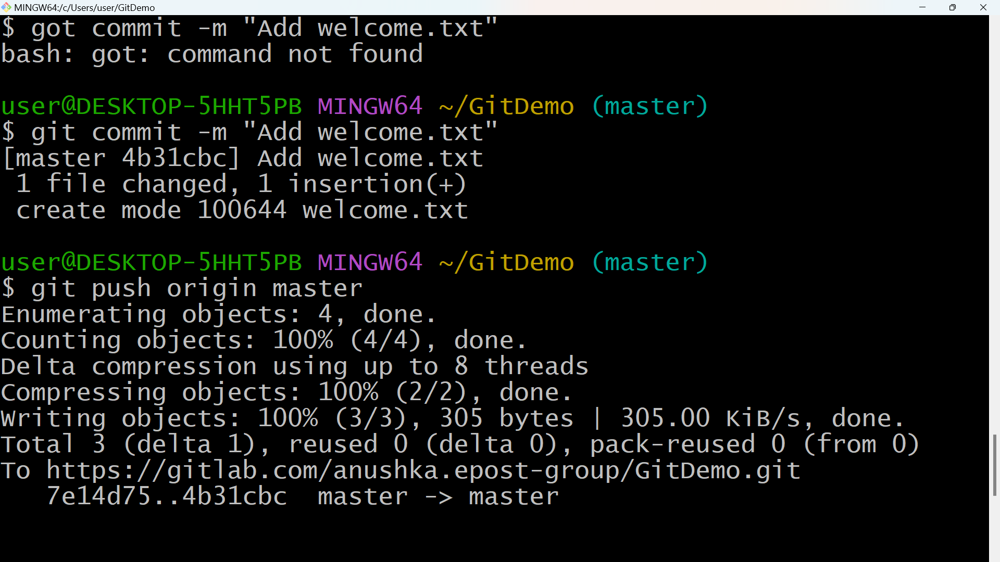 MINGW64:/c/Users/user/GitDemo
$ got commit -m "Add welcome.txt"
bash: got: command not found
user@DESKTOP-5HHT5PB MINGW64 ~/GitDemo (master)
$ git commit -m "Add welcome.txt"
[master 4b31cbc] Add welcome.txt
 1 file changed, 1 insertion(+)
 create mode 100644 welcome.txt
user@DESKTOP-5HHT5PB MINGW64 ~/GitDemo (master)
$ git push origin master
Enumerating objects: 4, done.
Counting objects: 100% (4/4), done.
Delta compression using up to 8 threads
Compressing objects: 100% (2/2), done.
Writing objects: 100% (3/3), 305 bytes | 305.00 KiB/s, done.
Total 3 (delta 1), reused 0 (delta 0), pack-reused 0 (from 0)
To https://gitlab.com/anushka.epost-group/GitDemo.git
   7e14d75..4b31cbc  master -> master